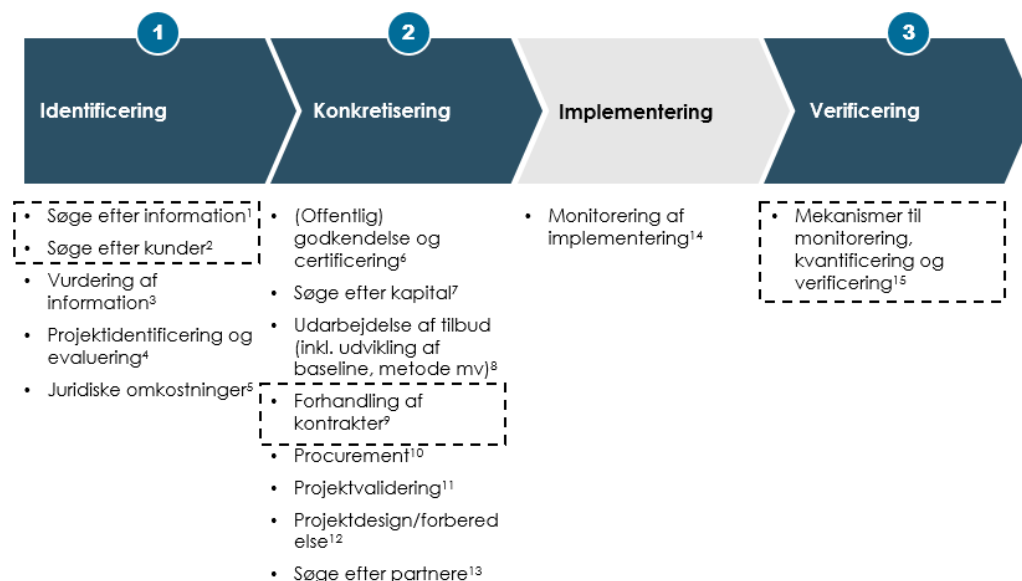 1
2
3
Identificering
Konkretisering
Implementering
Verificering
• Søge efter information¹
• Søge efter kunder²
• Vurdering af
information³
• Projektidentificering og
evaluering⁴
• Juridiske omkostninger⁵
• (Offentlig)
godkendelse og
certificering⁶
• Søge efter kapital⁷
• Udarbejdelse af tilbud
(inkl. udvikling af
baseline, metode mv)⁸
• Forhandling af
kontrakter⁹
• Procurement¹⁰
• Projektvalidering¹¹
• Projektdesign/forbered
else¹²
• Søge efter partnere¹³
• Monitorering af
implementering¹⁴
• Mekanismer til
monitorering,
kvantificering og
verificering¹⁵